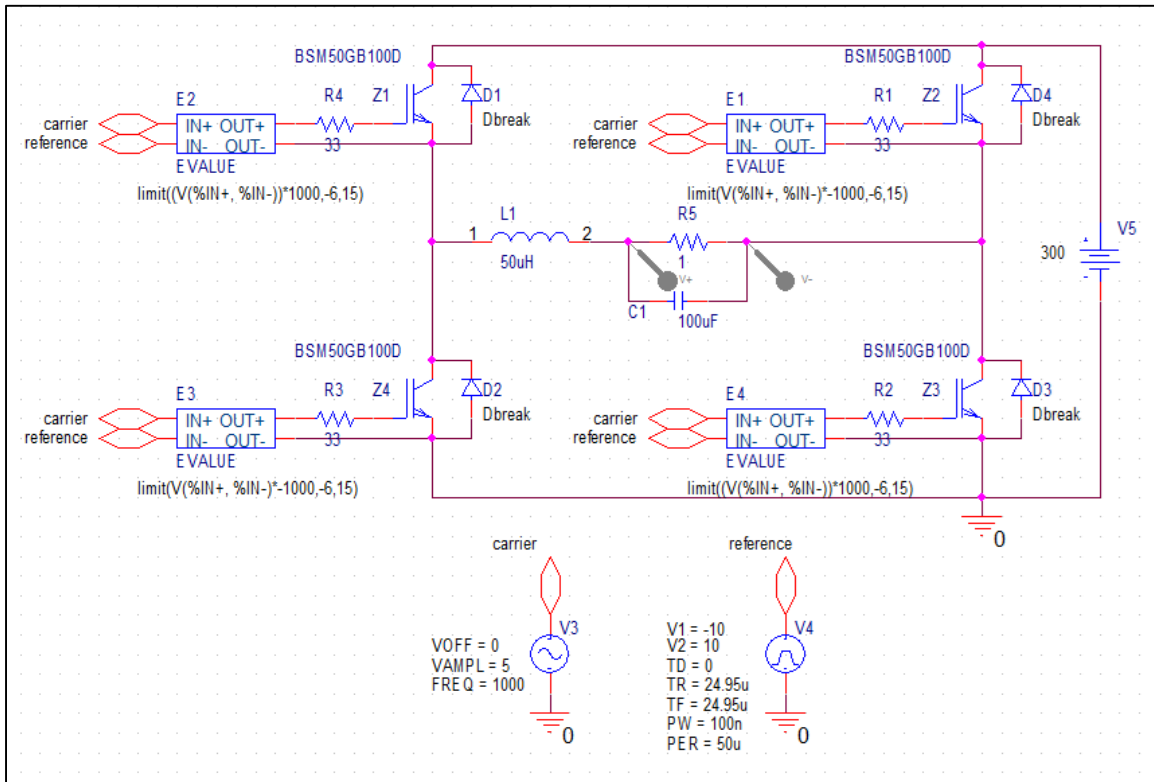 BSM50GB100D
BSM50GB100D
E2
R4
Z1
D1
E1
R1
Z2
D4
carrier
IN+ OUT+
Dbreak
carrier
IN+ OUT+
Dbreak
reference
IN- OUT-
33
reference
IN- OUT-
33
EVALUE
EVALUE
limit((V(%IN+, %IN-))*1000,-6,15)
limit(V(%IN+, %IN-)*-1000,-6,15)
L1
R5
V5
1
2
300
50uH
1
V+
V-
C1
100uF
BSM50GB100D
BSM50GB100D
E3
R3
Z4
D2
E4
R2
Z3
D3
carrier
IN+ OUT+
Dbreak
carrier
IN+ OUT+
Dbreak
reference
IN- OUT-
33
reference
IN- OUT-
33
EVALUE
EVALUE
limit(V(%IN+, %IN-)*-1000,-6,15)
limit((V(%IN+, %IN-))*1000,-6,15)
0
carrier
reference
V3
VOFF = 0
VAMPL = 5
FREQ = 1000
0
V4
V1 = -10
V2 = 10
TD = 0
TR = 24.95u
TF = 24.95u
PW = 100n
PER = 50u
0